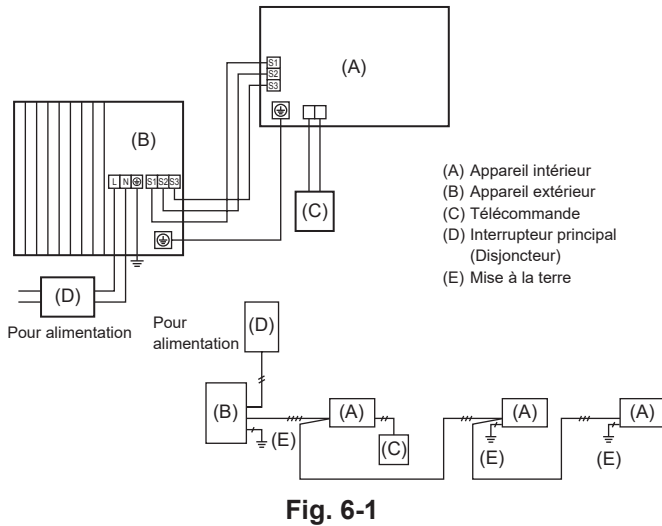 S1
S2
S3
(A)
(B)
L N S1 S2 S3
(C)
(D)
Pour alimentation
(A) Appareil intérieur
(B) Appareil extérieur
(C) Télécommande
(D) Interrupteur principal
(Disjoncteur)
(E) Mise à la terre
Pour
alimentation
(D)
(B)
(E)
(A)
(C)
(A)
(E)
(A)
(E)
Fig. 6-1